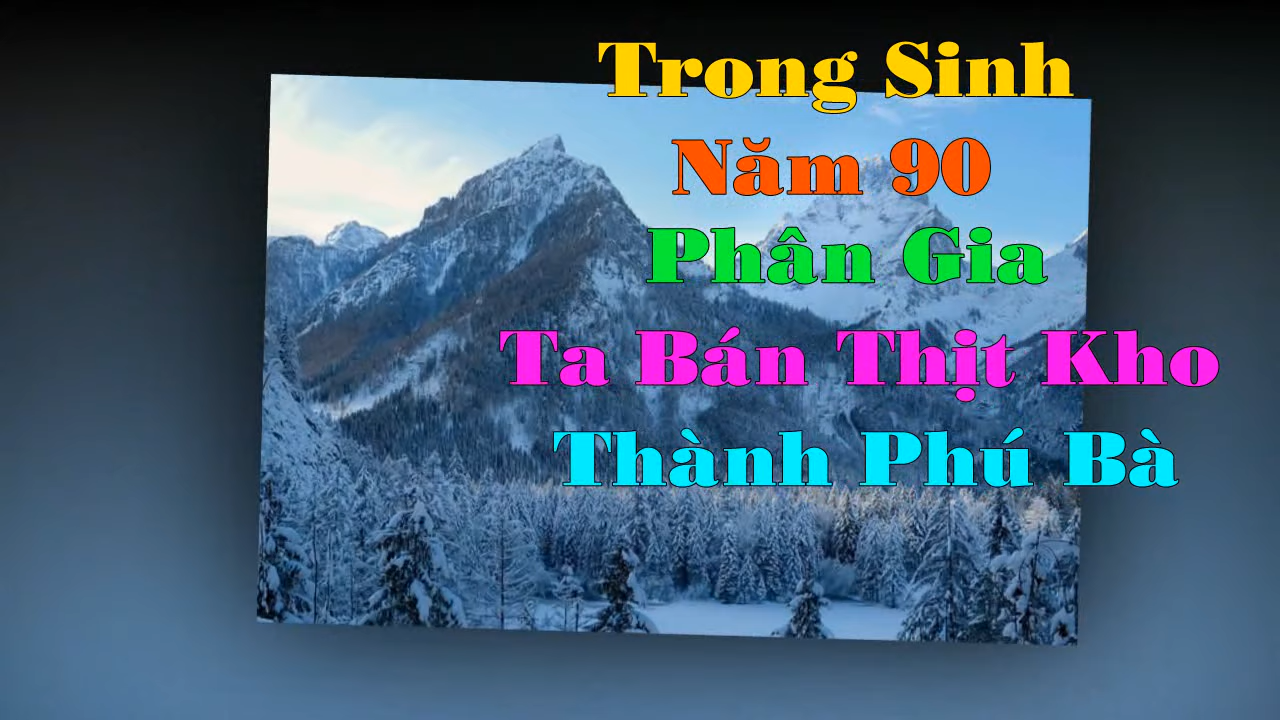 Trong Sinh
Năm 90
Phân Gia
Ta Bán Thịt Kho
Thành Phú Bà